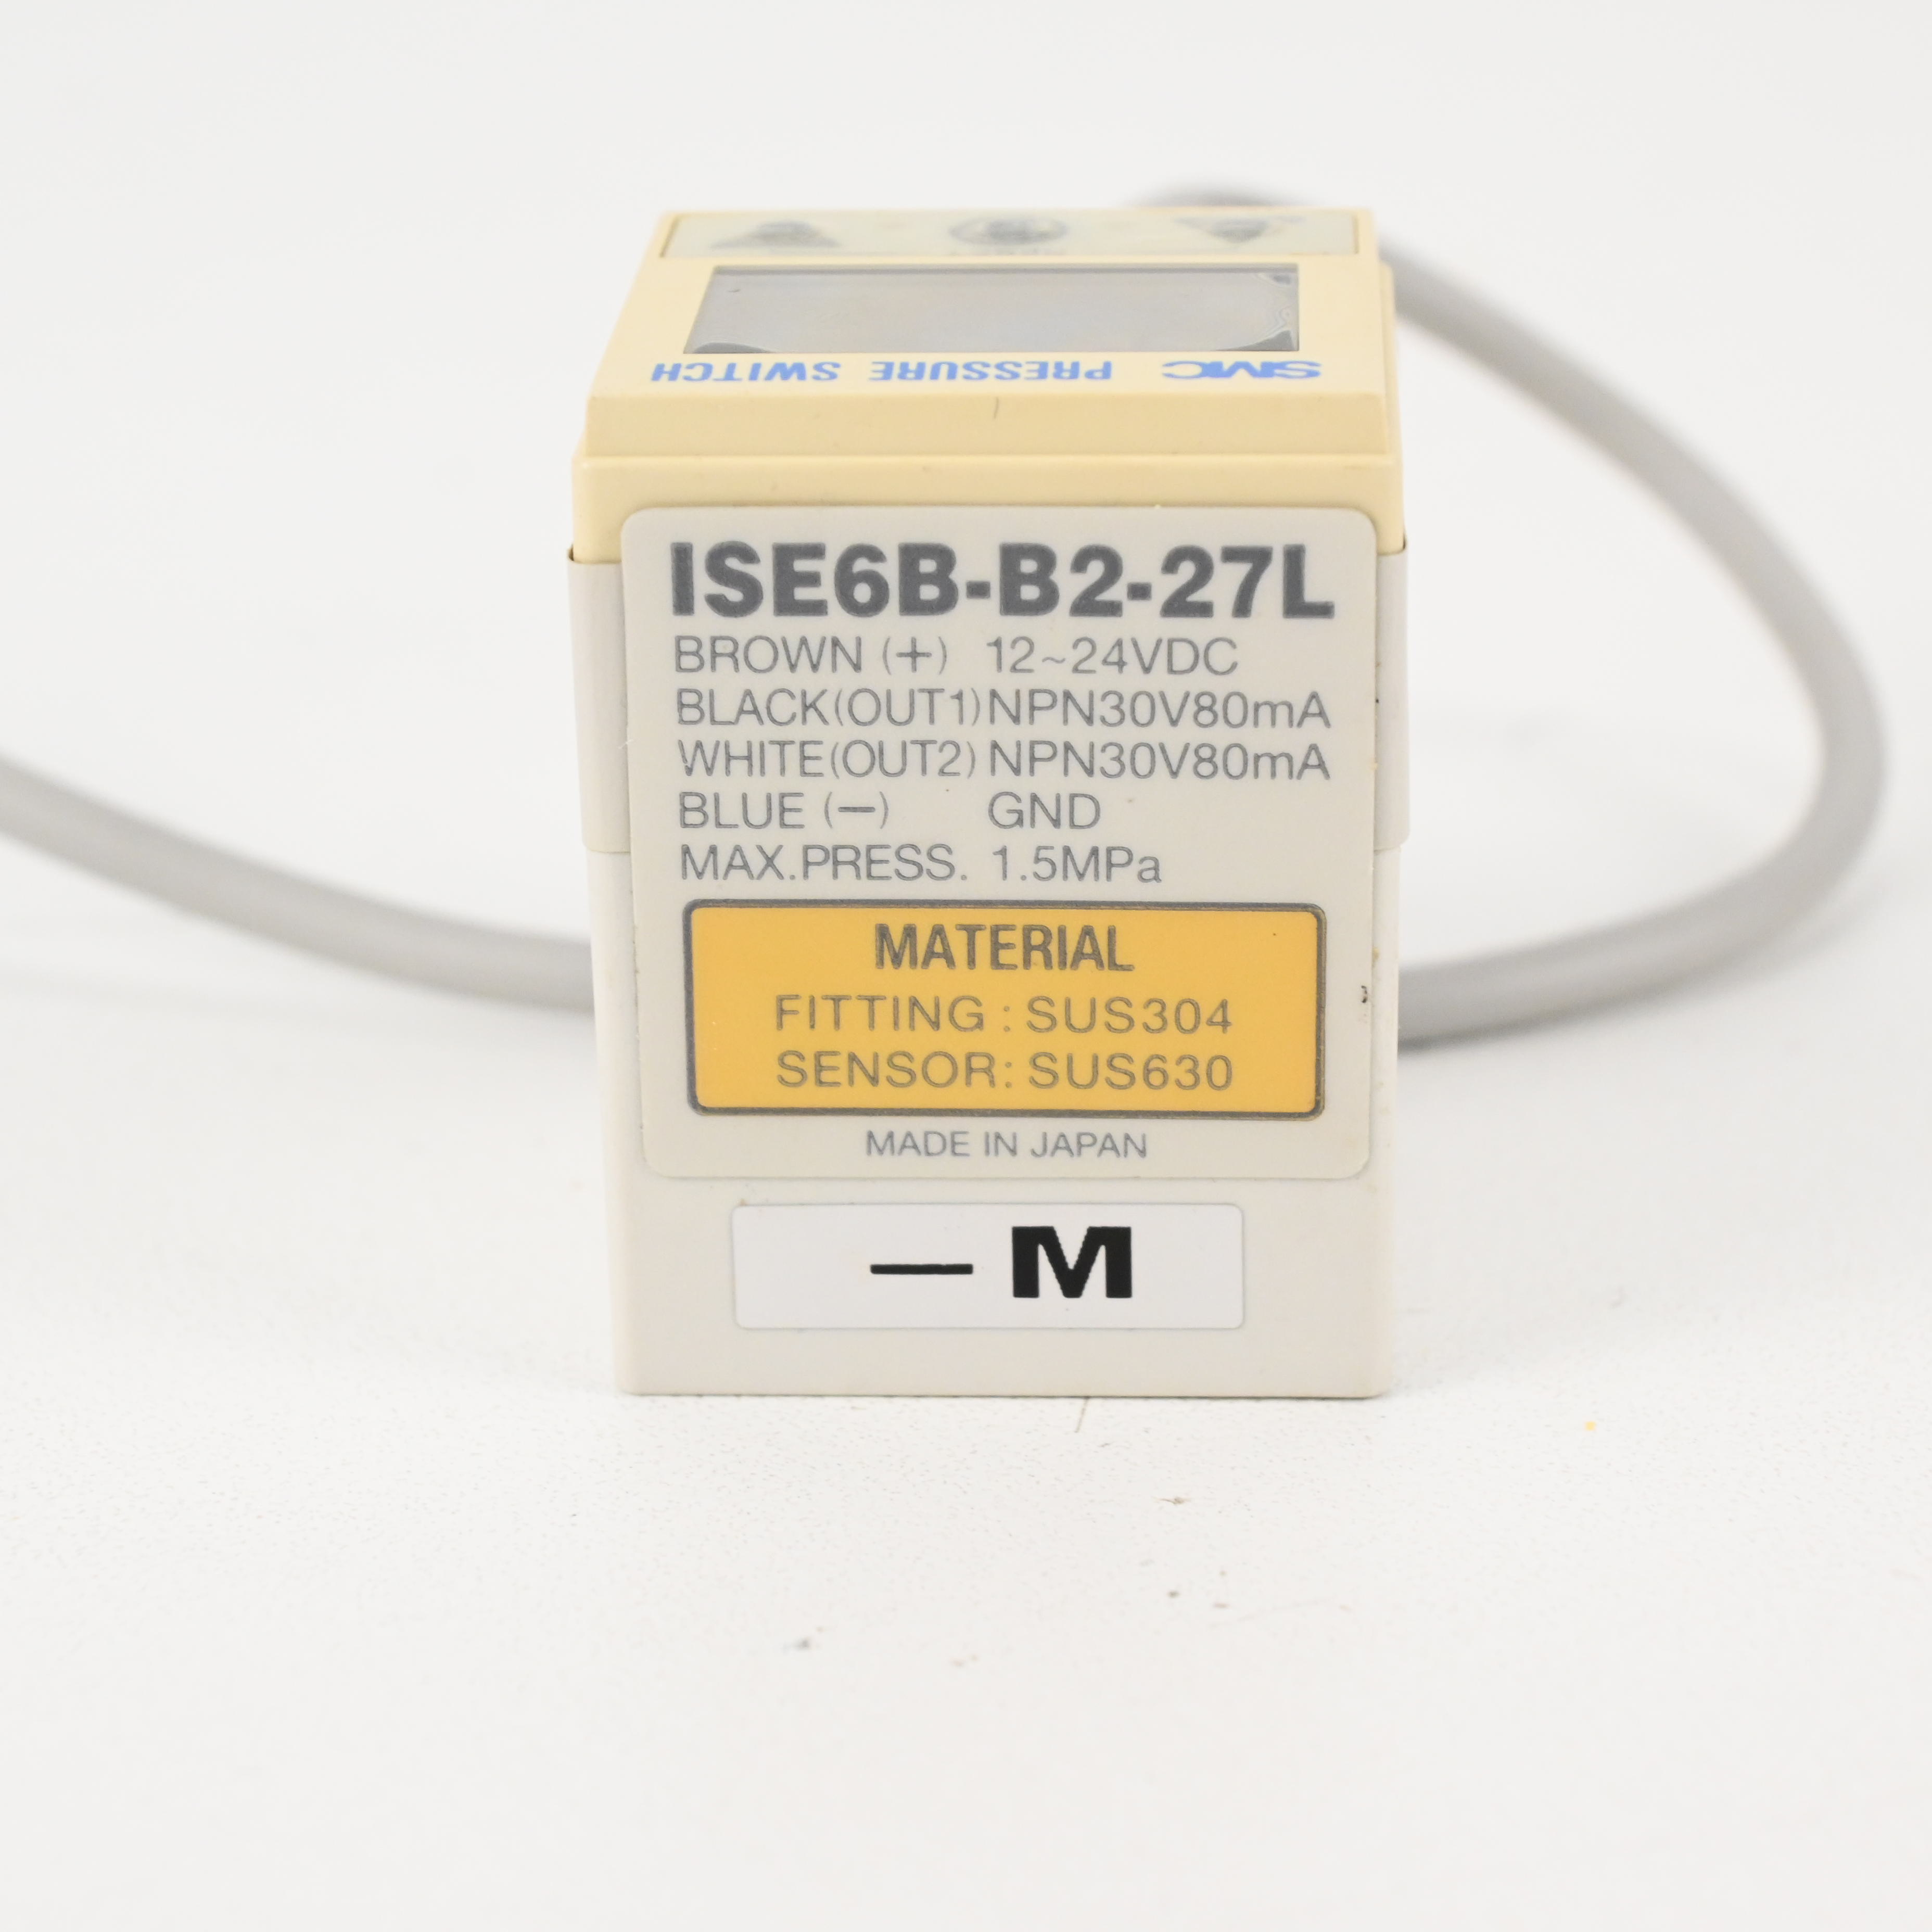 SMC PRESSURE SWITCH
ISE6B-B2-27L
BROWN (+) 12~24VDC
BLACK(OUT1) NPN30V80mA
WHITE(OUT2) NPN30V80mA
BLUE (−) GND
MAX.PRESS. 1.5MPa
MATERIAL
FITTING : SUS304
SENSOR: SUS630
MADE IN JAPAN
— M